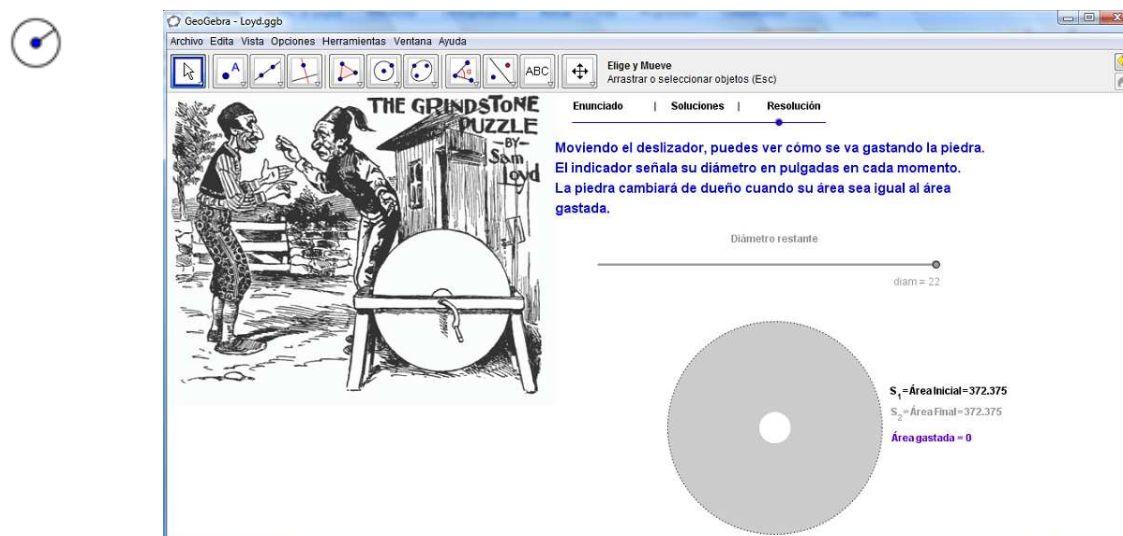 GeoGebra - Loyd.ggb
Archivo Edita Vista Opciones Herramientas Ventana Ayuda
A
ABC
Elige y Mueve
Arrastrar o seleccionar objetos (Esc)
THE GRINDSTONE
PUZZLE
-BY-
Sam
Loyd
Enunciado | Soluciones | Resolución
Moviendo el deslizador, puedes ver cómo se va gastando la piedra.
El indicador señala su diámetro en pulgadas en cada momento.
La piedra cambiará de dueño cuando su área sea igual al área
gastada.
Diámetro restante
diam = 22
S₁=Área Inicial=372.375
S₂=Área Final=372.375
Área gastada = 0